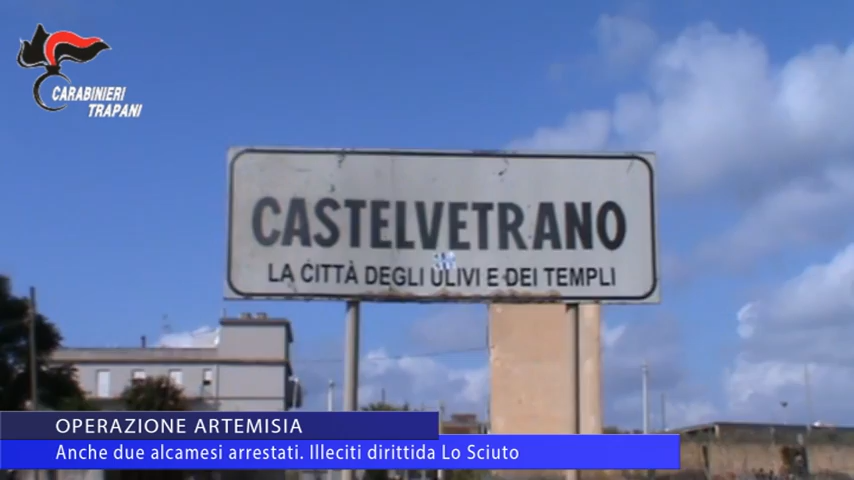 CARABINIERI
TRAPANI
CASTELVETRANO
LA CITTÀ DEGLI ULIVI E DEI TEMPLI
OPERAZIONE ARTEMISIA
Anche due alcamesi arrestati. Illeciti dirittida Lo Sciuto